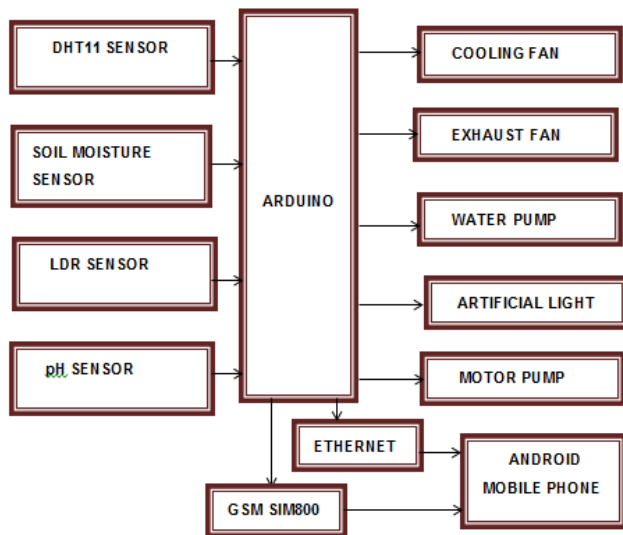 DHT11 SENSOR
SOIL MOISTURE
SENSOR
LDR SENSOR
pH SENSOR
ARDUINO
COOLING FAN
EXHAUST FAN
WATER PUMP
ARTIFICIAL LIGHT
MOTOR PUMP
ETHERNET
GSM SIM800
ANDROID
MOBILE PHONE